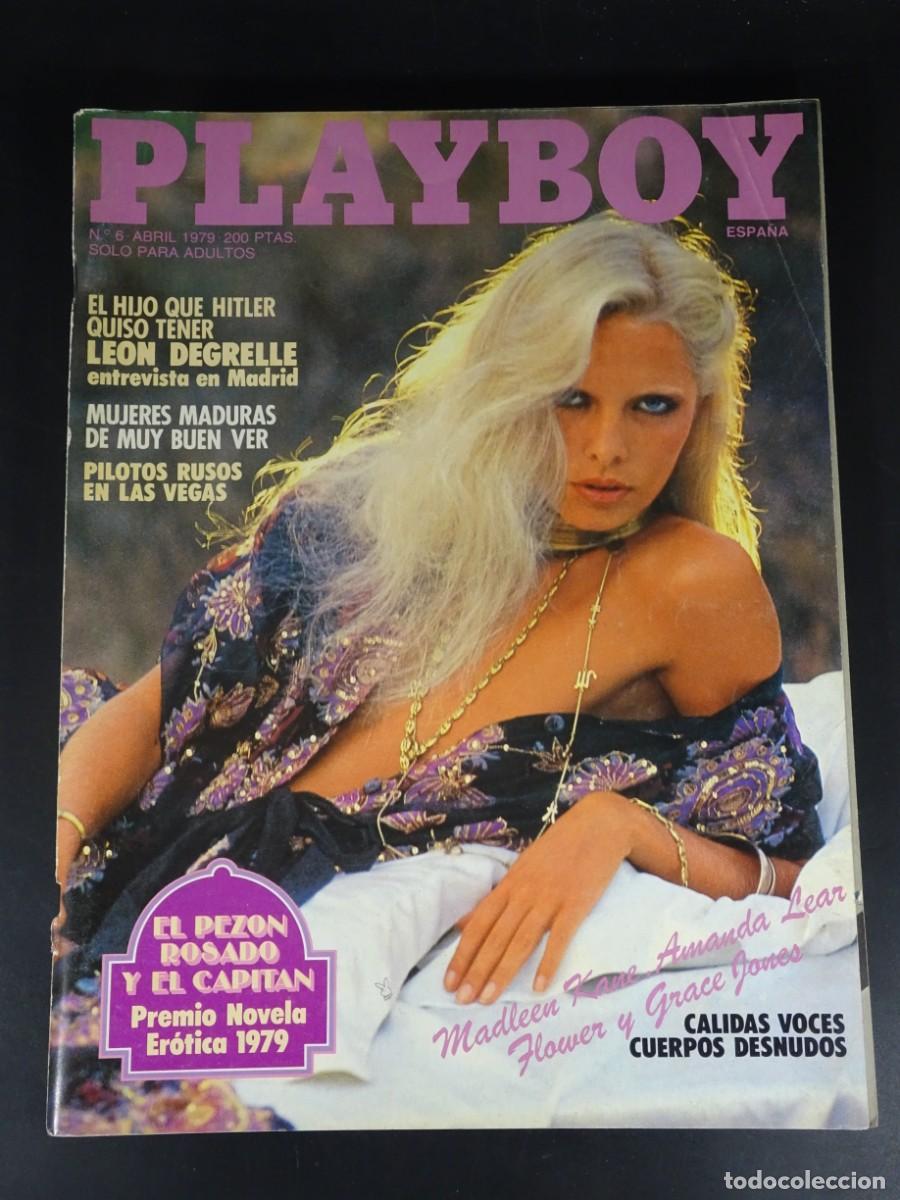 PLAYBOY
ESPAÑA
N.º 6 · ABRIL 1979 · 200 PTAS.
SOLO PARA ADULTOS
EL HIJO QUE HITLER
QUISO TENER
LEON DEGRELLE
entrevista en Madrid
MUJERES MADURAS
DE MUY BUEN VER
PILOTOS RUSOS
EN LAS VEGAS
EL PEZON
ROSADO
Y EL CAPITAN
Premio Novela
Erótica 1979
Madleen Kane Amanda Lear
Flower y Grace Jones
CALIDAS VOCES
CUERPOS DESNUDOS
todocoleccion